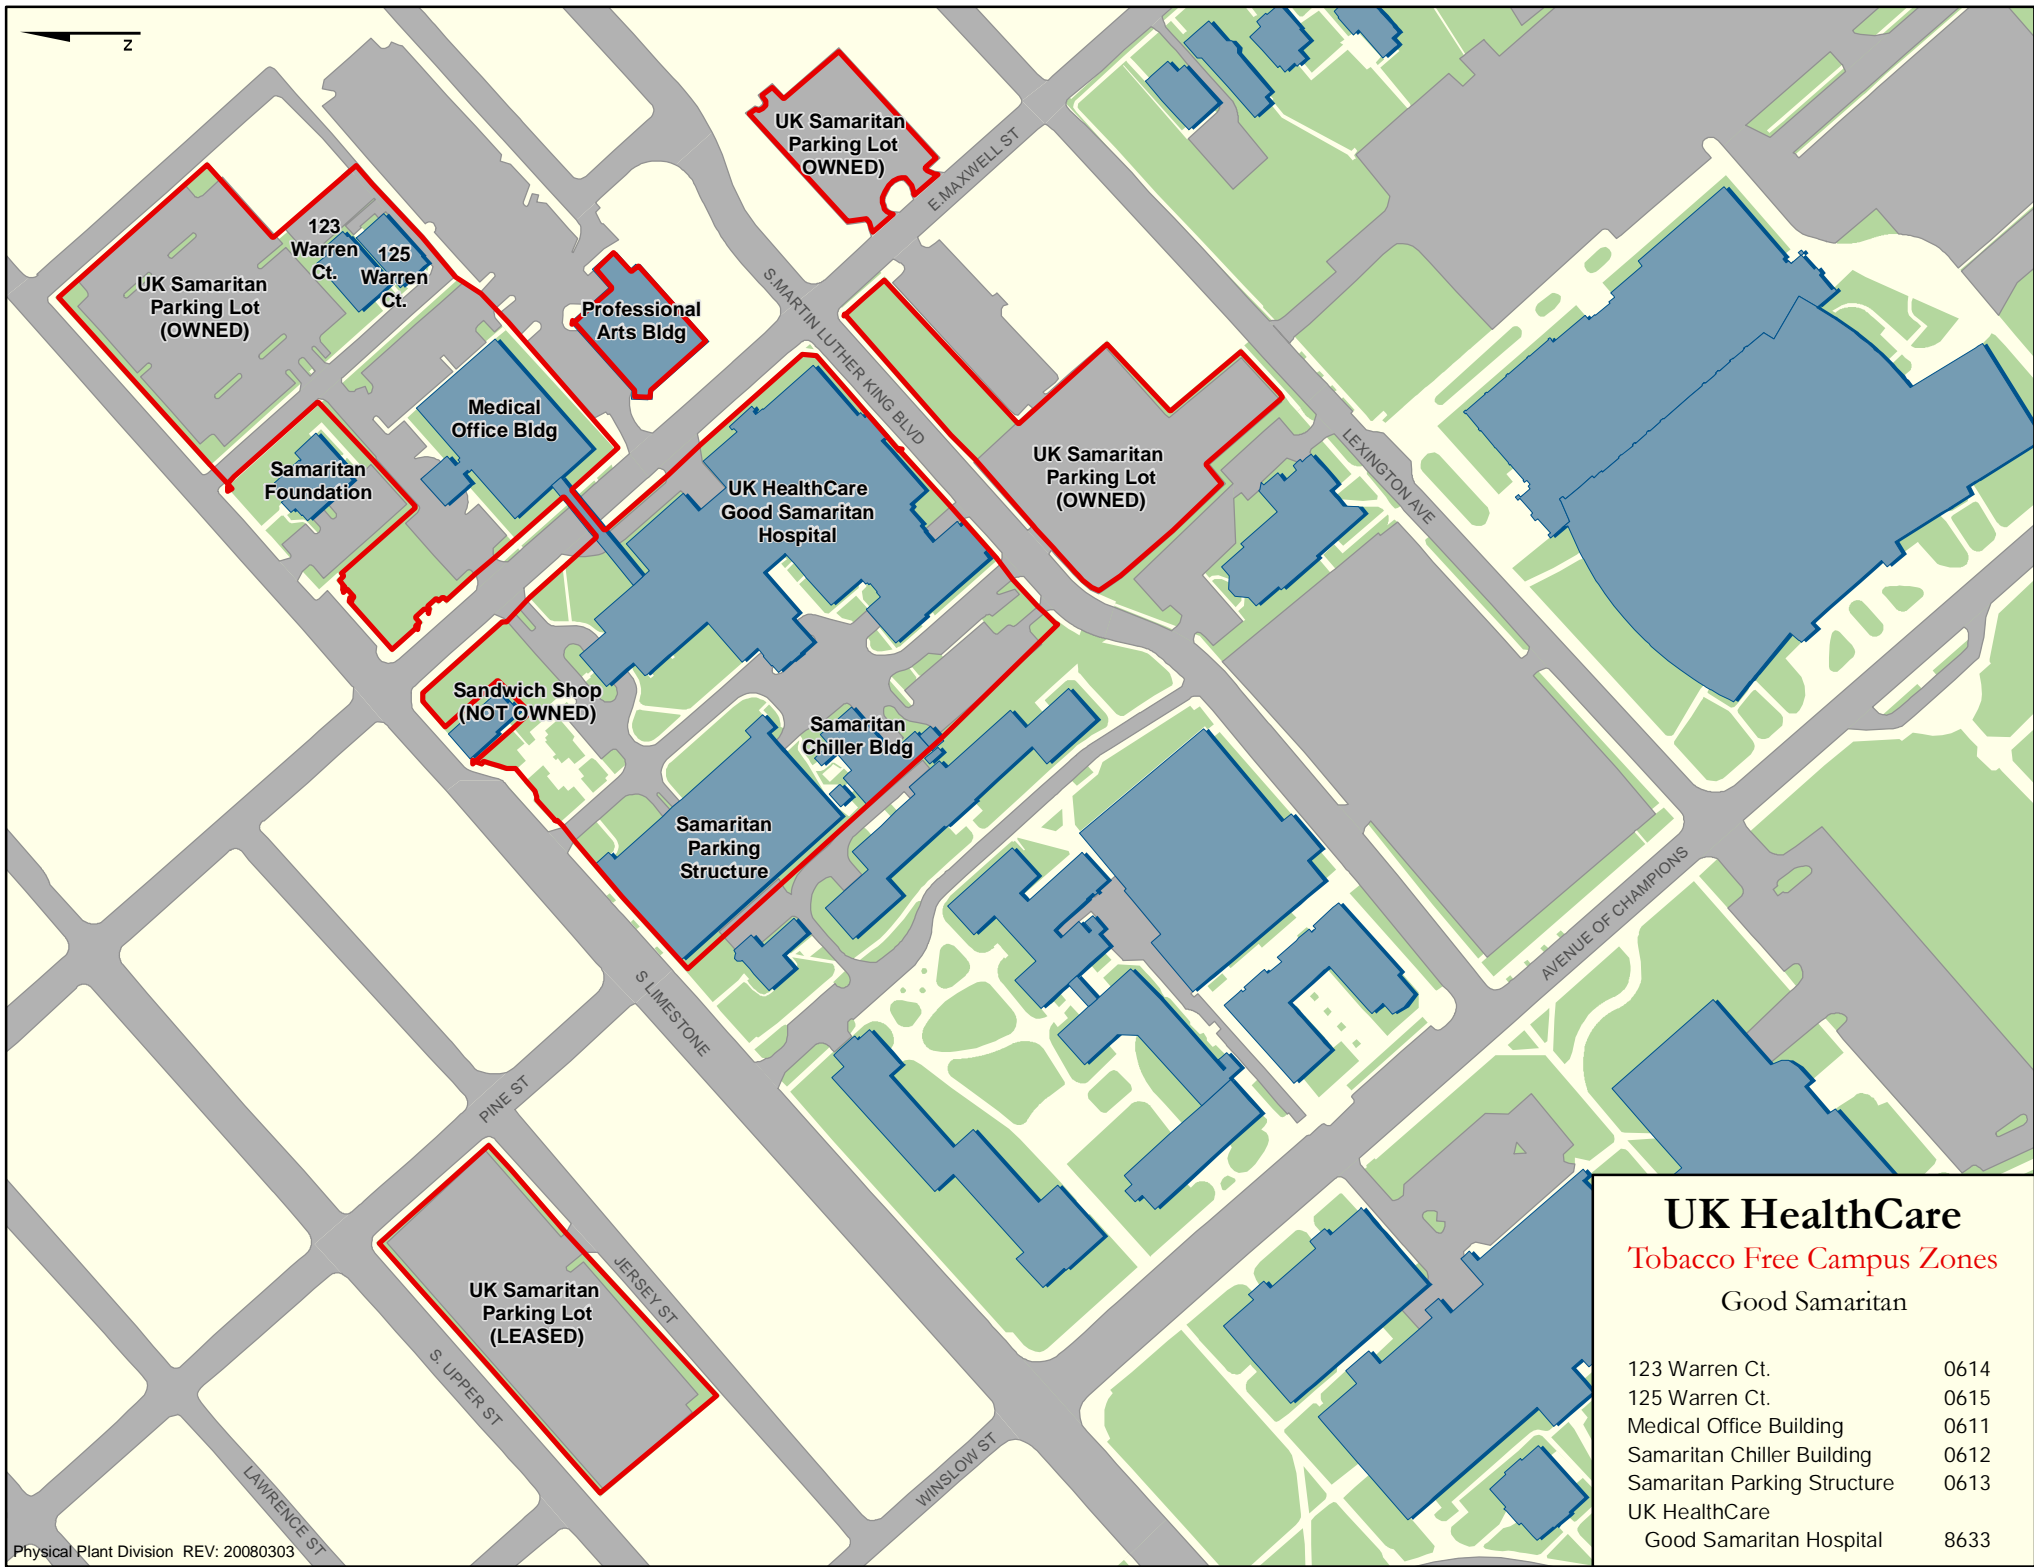 z
UK Samaritan
Parking Lot
OWNED)
E.MAXWELL ST
123
Warren
Ct.
125
Warren
Ct.
UK Samaritan
Parking Lot
(OWNED)
Professional
Arts Bldg
S.MARTIN LUTHER KING BLVD
Medical
Office Bldg
Samaritan
Foundation
UK HealthCare
Good Samaritan
Hospital
UK Samaritan
Parking Lot
(OWNED)
LEXINGTON AVE
Sandwich Shop
(NOT OWNED)
Samaritan
Chiller Bldg
Samaritan
Parking
Structure
AVENUE OF CHAMPIONS
S LIMESTONE
PINE ST
JERSEY ST
UK Samaritan
Parking Lot
(LEASED)
S. UPPER ST
WINSLOW ST
LAWRENCE ST
Physical Plant Division REV: 20080303
UK HealthCare
Tobacco Free Campus Zones
Good Samaritan
123 Warren Ct. 0614
125 Warren Ct. 0615
Medical Office Building 0611
Samaritan Chiller Building 0612
Samaritan Parking Structure 0613
UK HealthCare
Good Samaritan Hospital 8633